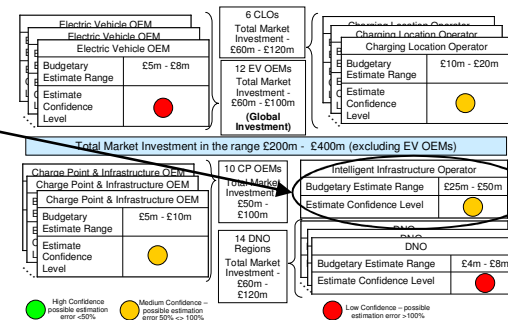 Electric Vehicle OEM
Electric Vehicle OEM
Electric Vehicle OEM
Budgetary Estimate Range
£5m - £8m
Estimate Confidence Level
6 CLOs
Total Market Investment - £60m - £120m
12 EV OEMs
Total Market Investment - £60m - £100m
(Global Investment)
Charging Location Operator
Charging Location Operator
Charging Location Operator
Budgetary Estimate Range
£10m - £20m
Estimate Confidence Level
Total Market Investment in the range £200m - £400m (excluding EV OEMs)
Charge Point & Infrastructure OEM
Charge Point & Infrastructure OEM
Charge Point & Infrastructure OEM
Budgetary Estimate Range
£5m - £10m
Estimate Confidence Level
10 CP OEMs
Total Market Investment - £50m - £100m
14 DNO Regions
Total Market Investment - £60m - £120m
Intelligent Infrastructure Operator
Budgetary Estimate Range
£25m - £50m
Estimate Confidence Level
DNO
DNO
DNO
Budgetary Estimate Range
£4m - £8m
Estimate Confidence Level
High Confidence possible estimation error <50%
Medium Confidence – possible estimation error 50% <> 100%
Low Confidence – possible estimation error >100%